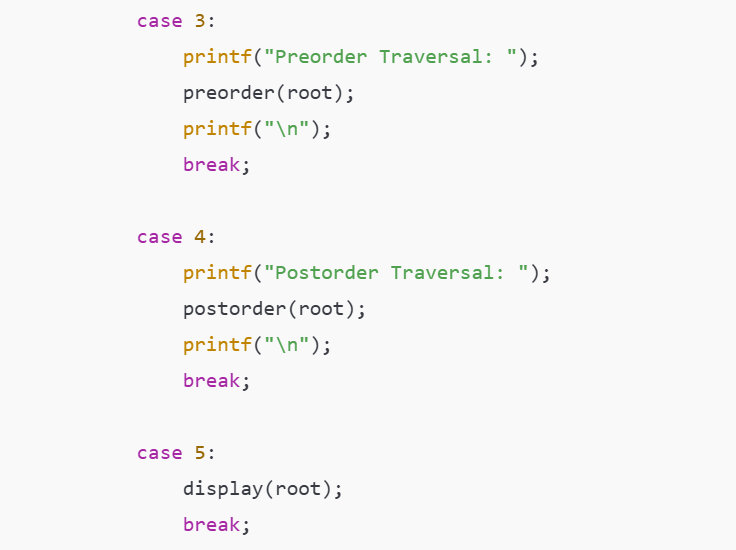 case 3:
printf("Preorder Traversal: ");
preorder(root);
printf("\n");
break;
case 4:
printf("Postorder Traversal: ");
postorder(root);
printf("\n");
break;
case 5:
display(root);
break;